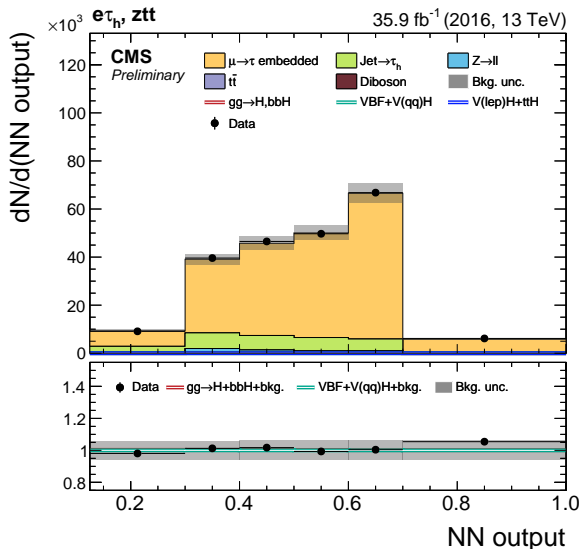 eτh, ztt
35.9 fb⁻¹ (2016, 13 TeV)
×10³
CMS
Preliminary
μ→τ embedded
Jet→τh
Z→ll
tt̄
Diboson
Bkg. unc.
gg→H,bbH
VBF+V(qq)H
V(lep)H+ttH
Data
dN/d(NN output)
140
120
100
80
60
40
20
0
Data
gg→H+bbH+bkg.
VBF+V(qq)H+bkg.
Bkg. unc.
1.4
1.2
1
0.8
0.2
0.4
0.6
0.8
1.0
NN output